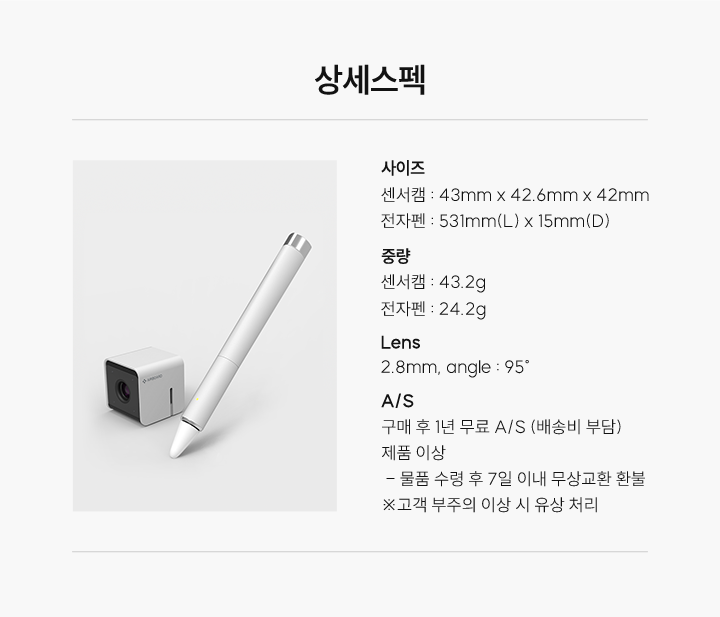 상세스펙
사이즈
센서캠 : 43mm x 42.6mm x 42mm
전자펜 : 531mm(L) x 15mm(D)
중량
센서캠 : 43.2g
전자펜 : 24.2g
Lens
2.8mm, angle : 95°
A/S
구매 후 1년 무료 A/S (배송비 부담)
제품 이상
- 물품 수령 후 7일 이내 무상교환 환불
※고객 부주의 이상 시 유상 처리